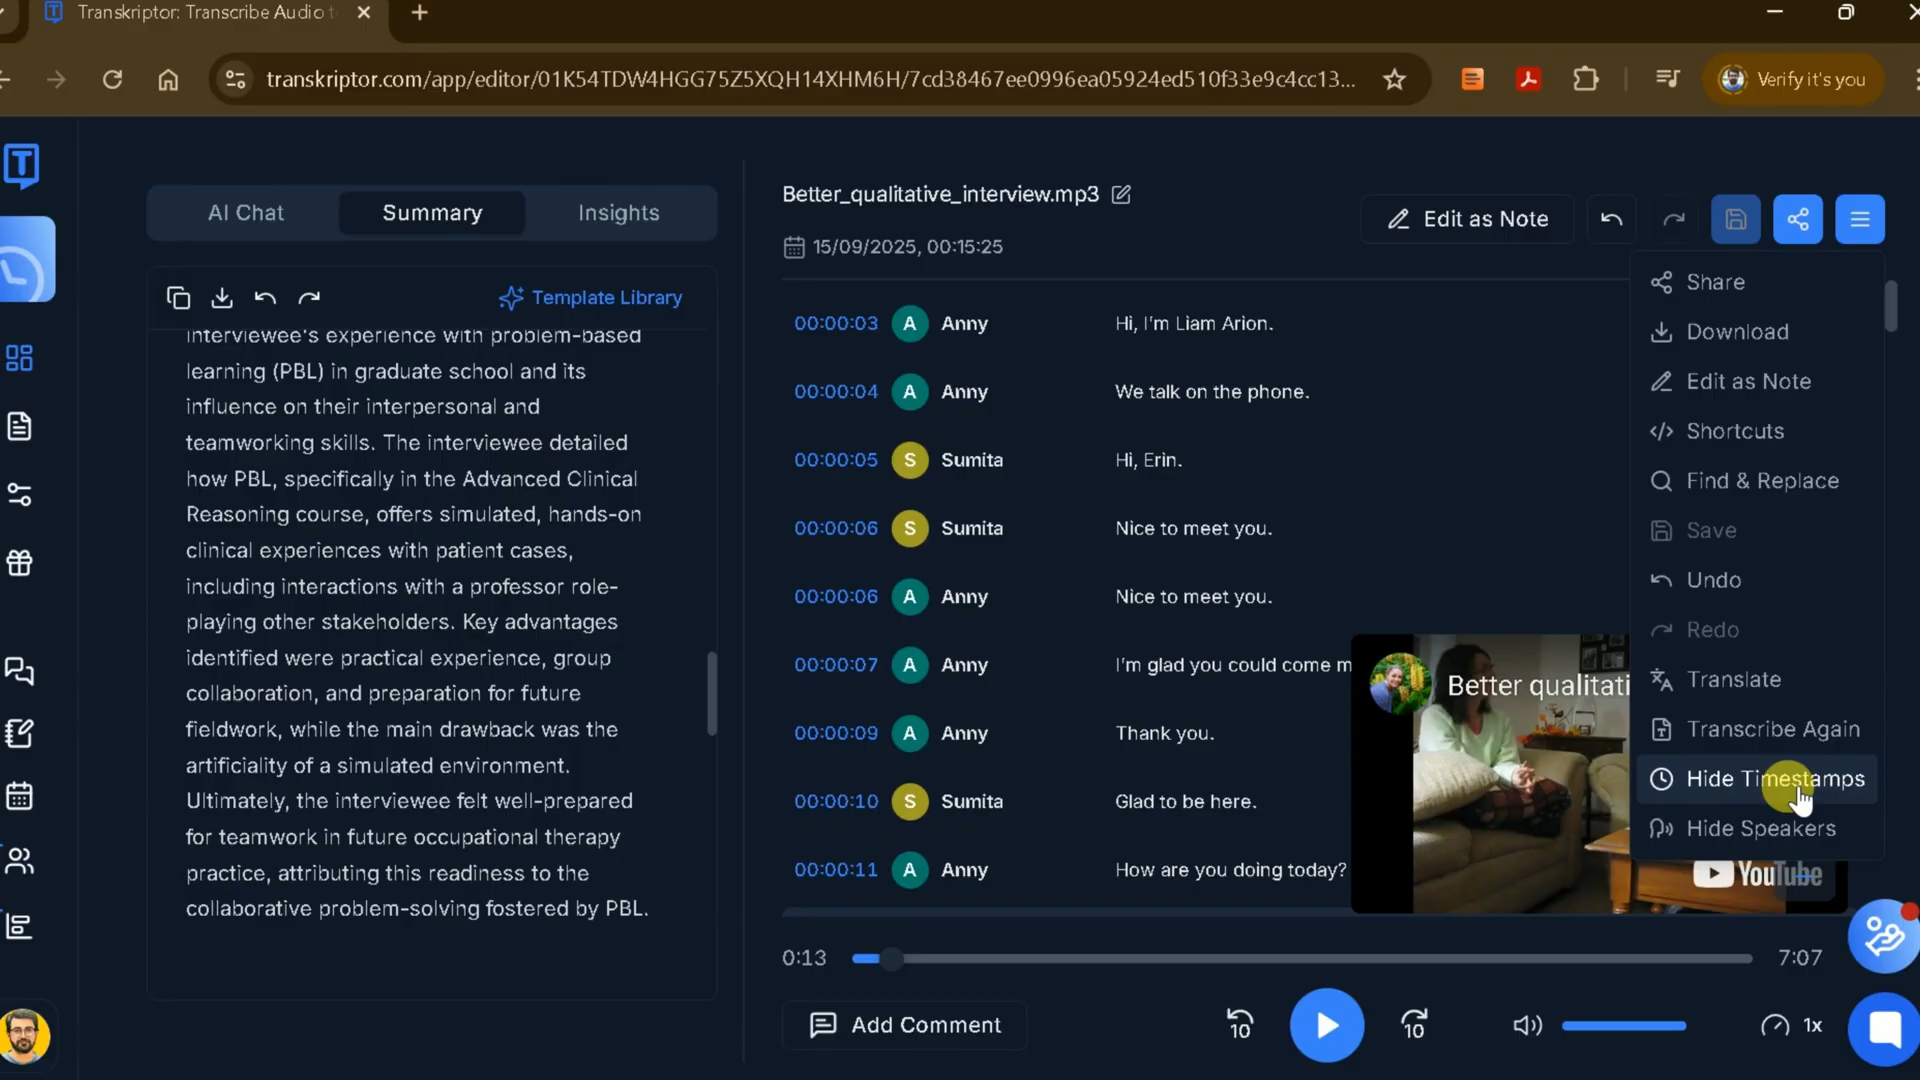 Transkriptor: Transcribe Audio t
transkriptor.com/app/editor/01K54TDW4HGG75Z5XQH14XHM6H/7cd38467ee0996ea05924ed510f33e9c4cc13...
Verify it's you
AI Chat
Summary
Insights
Template Library
interviewee's experience with problem-based
learning (PBL) in graduate school and its
influence on their interpersonal and
teamworking skills. The interviewee detailed
how PBL, specifically in the Advanced Clinical
Reasoning course, offers simulated, hands-on
clinical experiences with patient cases,
including interactions with a professor role-
playing other stakeholders. Key advantages
identified were practical experience, group
collaboration, and preparation for future
fieldwork, while the main drawback was the
artificiality of a simulated environment.
Ultimately, the interviewee felt well-prepared
for teamwork in future occupational therapy
practice, attributing this readiness to the
collaborative problem-solving fostered by PBL.
Better_qualitative_interview.mp3
15/09/2025, 00:15:25
Edit as Note
00:00:03 A Anny Hi, I'm Liam Arion.
00:00:04 A Anny We talk on the phone.
00:00:05 S Sumita Hi, Erin.
00:00:06 S Sumita Nice to meet you.
00:00:06 A Anny Nice to meet you.
00:00:07 A Anny I'm glad you could come m
00:00:09 A Anny Thank you.
00:00:10 S Sumita Glad to be here.
00:00:11 A Anny How are you doing today?
Better qualitati
YouTube
Share
Download
Edit as Note
Shortcuts
Find & Replace
Save
Undo
Redo
Translate
Transcribe Again
Hide Timestamps
Hide Speakers
0:13
7:07
Add Comment
10
10
1x